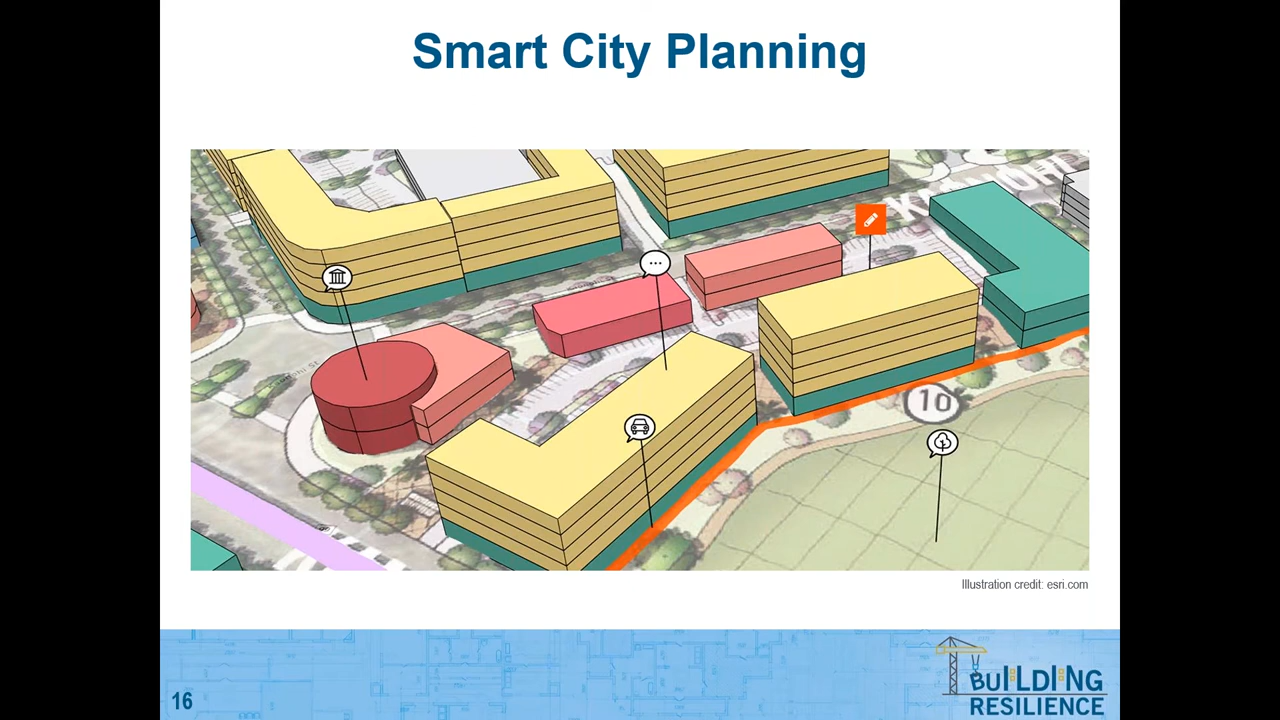 Smart City Planning
10
Illustration credit: esri.com
16
BUILDING
RESILIENCE